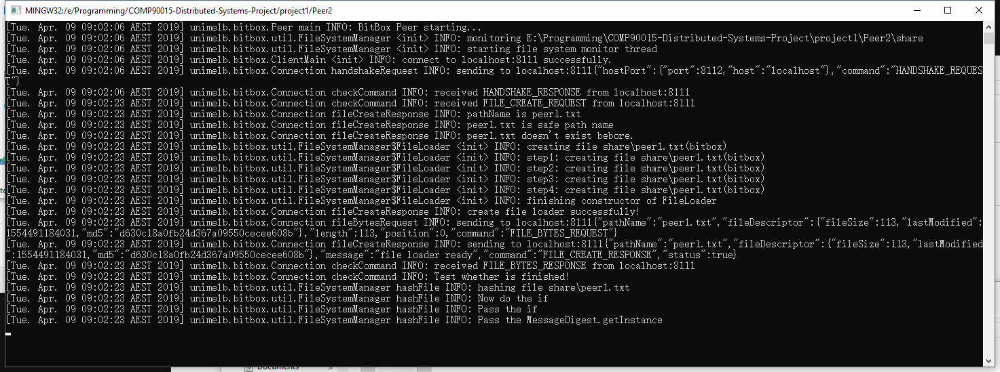 MINGW32:/e/Programming/COMP90015-Distributed-Systems-Project/project1/Peer2
[Tue. Apr. 09 09:02:06 AEST 2019] unimelb.bitbox.Peer main INFO: BitBox Peer starting...
[Tue. Apr. 09 09:02:06 AEST 2019] unimelb.bitbox.util.FileSystemManager <init> INFO: monitoring E:\Programming\COMP90015-Distributed-Systems-Project\project1\Peer2\share
[Tue. Apr. 09 09:02:06 AEST 2019] unimelb.bitbox.util.FileSystemManager <init> INFO: starting file system monitor thread
[Tue. Apr. 09 09:02:06 AEST 2019] unimelb.bitbox.ClientMain <init> INFO: connect to localhost:8111 successfully.
[Tue. Apr. 09 09:02:06 AEST 2019] unimelb.bitbox.Connection handshakeRequest INFO: sending to localhost:8111{"hostPort":{"port":8112,"host":"localhost"},"command":"HANDSHAKE_REQUES
T"}
[Tue. Apr. 09 09:02:23 AEST 2019] unimelb.bitbox.Connection checkCommand INFO: received HANDSHAKE_RESPONSE from localhost:8111
[Tue. Apr. 09 09:02:23 AEST 2019] unimelb.bitbox.Connection checkCommand INFO: received FILE_CREATE_REQUEST from localhost:8111
[Tue. Apr. 09 09:02:23 AEST 2019] unimelb.bitbox.Connection fileCreateResponse INFO: pathName is peer1.txt
[Tue. Apr. 09 09:02:23 AEST 2019] unimelb.bitbox.Connection fileCreateResponse INFO: peer1.txt is safe path name
[Tue. Apr. 09 09:02:23 AEST 2019] unimelb.bitbox.Connection fileCreateResponse INFO: peer1.txt doesn't exist bebore.
[Tue. Apr. 09 09:02:23 AEST 2019] unimelb.bitbox.util.FileSystemManager$FileLoader <init> INFO: creating file share\peer1.txt(bitbox)
[Tue. Apr. 09 09:02:23 AEST 2019] unimelb.bitbox.util.FileSystemManager$FileLoader <init> INFO: step1: creating file share\peer1.txt(bitbox)
[Tue. Apr. 09 09:02:23 AEST 2019] unimelb.bitbox.util.FileSystemManager$FileLoader <init> INFO: step2: creating file share\peer1.txt(bitbox)
[Tue. Apr. 09 09:02:23 AEST 2019] unimelb.bitbox.util.FileSystemManager$FileLoader <init> INFO: step3: creating file share\peer1.txt(bitbox)
[Tue. Apr. 09 09:02:23 AEST 2019] unimelb.bitbox.util.FileSystemManager$FileLoader <init> INFO: step4: creating file share\peer1.txt(bitbox)
[Tue. Apr. 09 09:02:23 AEST 2019] unimelb.bitbox.util.FileSystemManager$FileLoader <init> INFO: finishing constructor of FileLoader
[Tue. Apr. 09 09:02:23 AEST 2019] unimelb.bitbox.Connection fileCreateResponse INFO: create file loader successfully!
[Tue. Apr. 09 09:02:23 AEST 2019] unimelb.bitbox.Connection fileBytesRequest INFO: sending to localhost:8111{"pathName":"peer1.txt","fileDescriptor":{"fileSize":113,"lastModified":
1554491184031,"md5":"d630c18a0fb24d367a09550cecee608b"},"length":113,"position":0,"command":"FILE_BYTES_REQUEST"}
[Tue. Apr. 09 09:02:23 AEST 2019] unimelb.bitbox.Connection fileCreateResponse INFO: sending to localhost:8111{"pathName":"peer1.txt","fileDescriptor":{"fileSize":113,"lastModified
":1554491184031,"md5":"d630c18a0fb24d367a09550cecee608b"},"message":"file loader ready","command":"FILE_CREATE_RESPONSE","status":true}
[Tue. Apr. 09 09:02:23 AEST 2019] unimelb.bitbox.Connection checkCommand INFO: received FILE_BYTES_RESPONSE from localhost:8111
[Tue. Apr. 09 09:02:23 AEST 2019] unimelb.bitbox.Connection checkCommand INFO: Test whether is finished!
[Tue. Apr. 09 09:02:23 AEST 2019] unimelb.bitbox.util.FileSystemManager hashFile INFO: hashing file share\peer1.txt
[Tue. Apr. 09 09:02:23 AEST 2019] unimelb.bitbox.util.FileSystemManager hashFile INFO: Now do the if
[Tue. Apr. 09 09:02:23 AEST 2019] unimelb.bitbox.util.FileSystemManager hashFile INFO: Pass the if
[Tue. Apr. 09 09:02:23 AEST 2019] unimelb.bitbox.util.FileSystemManager hashFile INFO: Pass the MessageDigest.getInstance
Documents